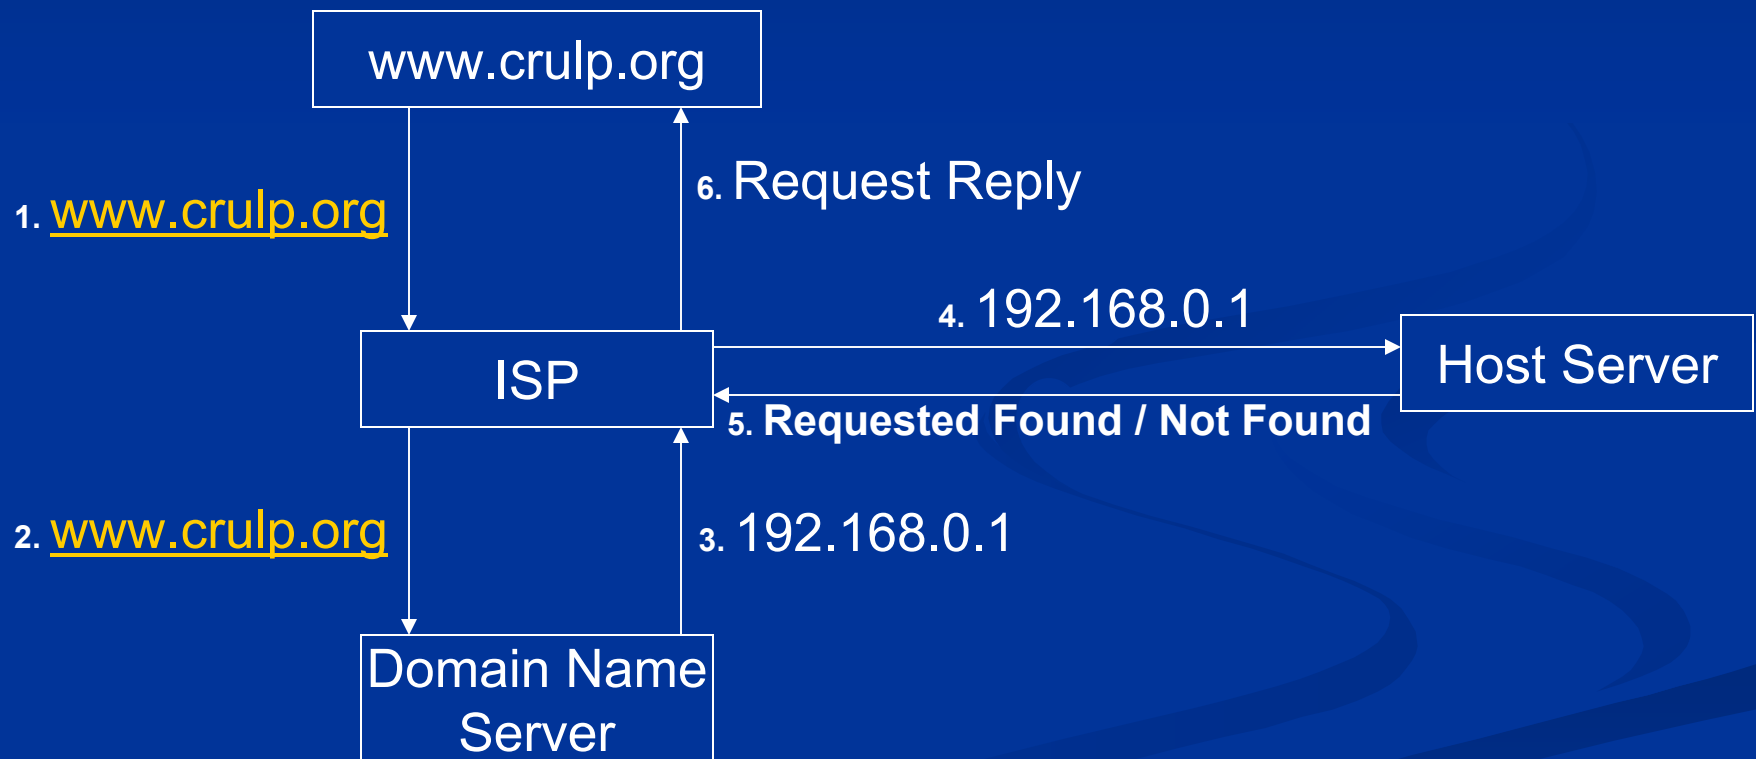 www.crulp.org
6. Request Reply
1. www.crulp.org
4. 192.168.0.1
ISP
Host Server
5. Requested Found / Not Found
2. www.crulp.org
3. 192.168.0.1
Domain Name
Server